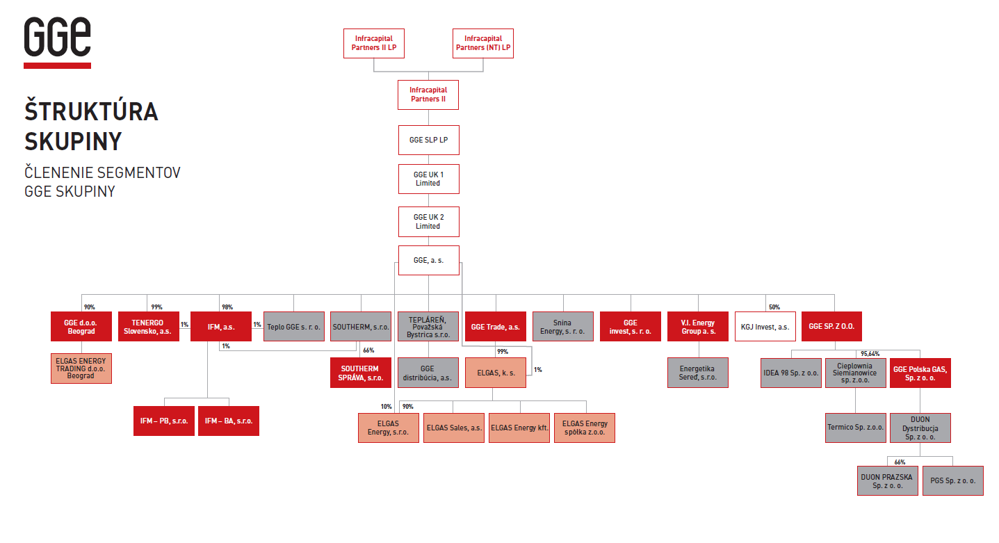 GGE
ŠTRUKTÚRA
SKUPINY
ČLENENIE SEGMENTOV
GGE SKUPINY
Infracapital
Partners II LP
Infracapital
Partners (NT) LP
Infracapital
Partners II
GGE SLP LP
GGE UK 1
Limited
GGE UK 2
Limited
GGE, a. s.
90%
99%
98%
50%
GGE d.o.o.
Beograd
TENERGO
Slovensko, a.s.
1%
IFM, a.s.
1%
Teplo GGE s. r. o.
SOUTHERM, s.r.o.
TEPLÁREŇ,
Považská
Bystrica s.r.o.
GGE Trade, a.s.
Snina
Energy, s. r. o.
GGE
invest, s. r. o.
V.I. Energy
Group a. s.
KGJ Invest, a.s.
GGE SP. Z O.O.
1%
66%
99%
95,64%
ELGAS ENERGY
TRADING d.o.o.
Beograd
SOUTHERM
SPRÁVA, s.r.o.
GGE
distribúcia, a.s.
ELGAS, k. s.
1%
Energetika
Sereď, s.r.o.
IDEA 98 Sp. z o.o.
Cieplownia
Siemianowice
sp. z.o.o.
GGE Polska GAS,
Sp. z o. o.
10%
90%
IFM – PB, s.r.o.
IFM – BA, s.r.o.
ELGAS
Energy, s.r.o.
ELGAS Sales, a.s.
ELGAS Energy kft.
ELGAS Energy
spółka z.o.o.
Termico Sp. z.o.o.
DUON
Dystrybucja
Sp. z o. o.
66%
DUON PRAZSKA
Sp. z o. o.
PGS Sp. z o. o.